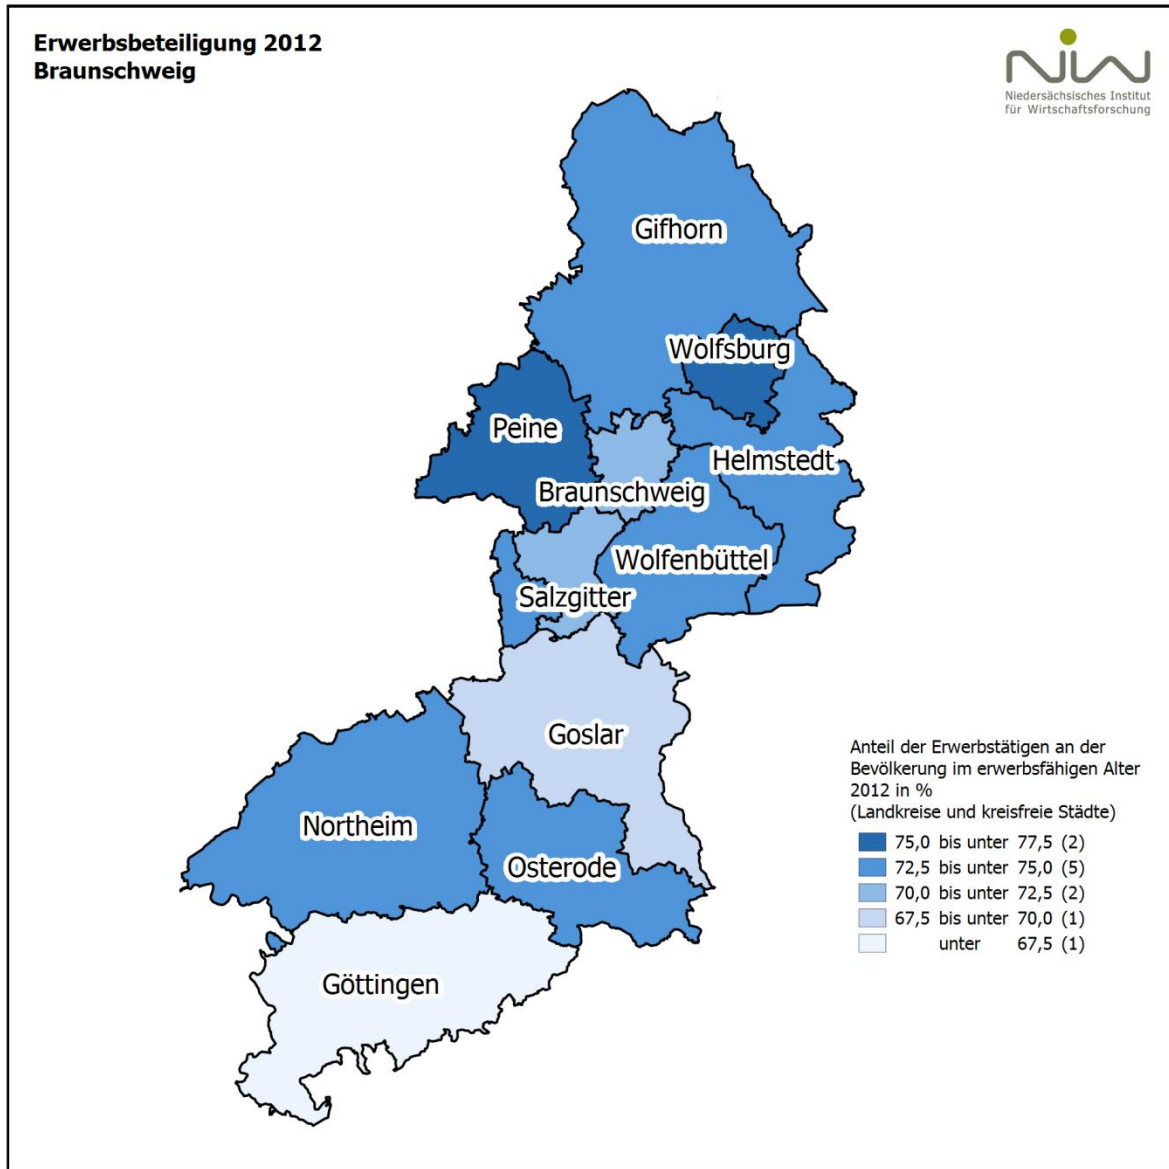 Erwerbsbeteiligung 2012
Braunschweig
NIW
Niedersächsisches Institut
für Wirtschaftsforschung
Gifhorn
Wolfsburg
Peine
Helmstedt
Braunschweig
Wolfenbüttel
Salzgitter
Goslar
Northeim
Osterode
Göttingen
Anteil der Erwerbstätigen an der
Bevölkerung im erwerbsfähigen Alter
2012 in %
(Landkreise und kreisfreie Städte)
75,0 bis unter 77,5 (2)
72,5 bis unter 75,0 (5)
70,0 bis unter 72,5 (2)
67,5 bis unter 70,0 (1)
unter 67,5 (1)